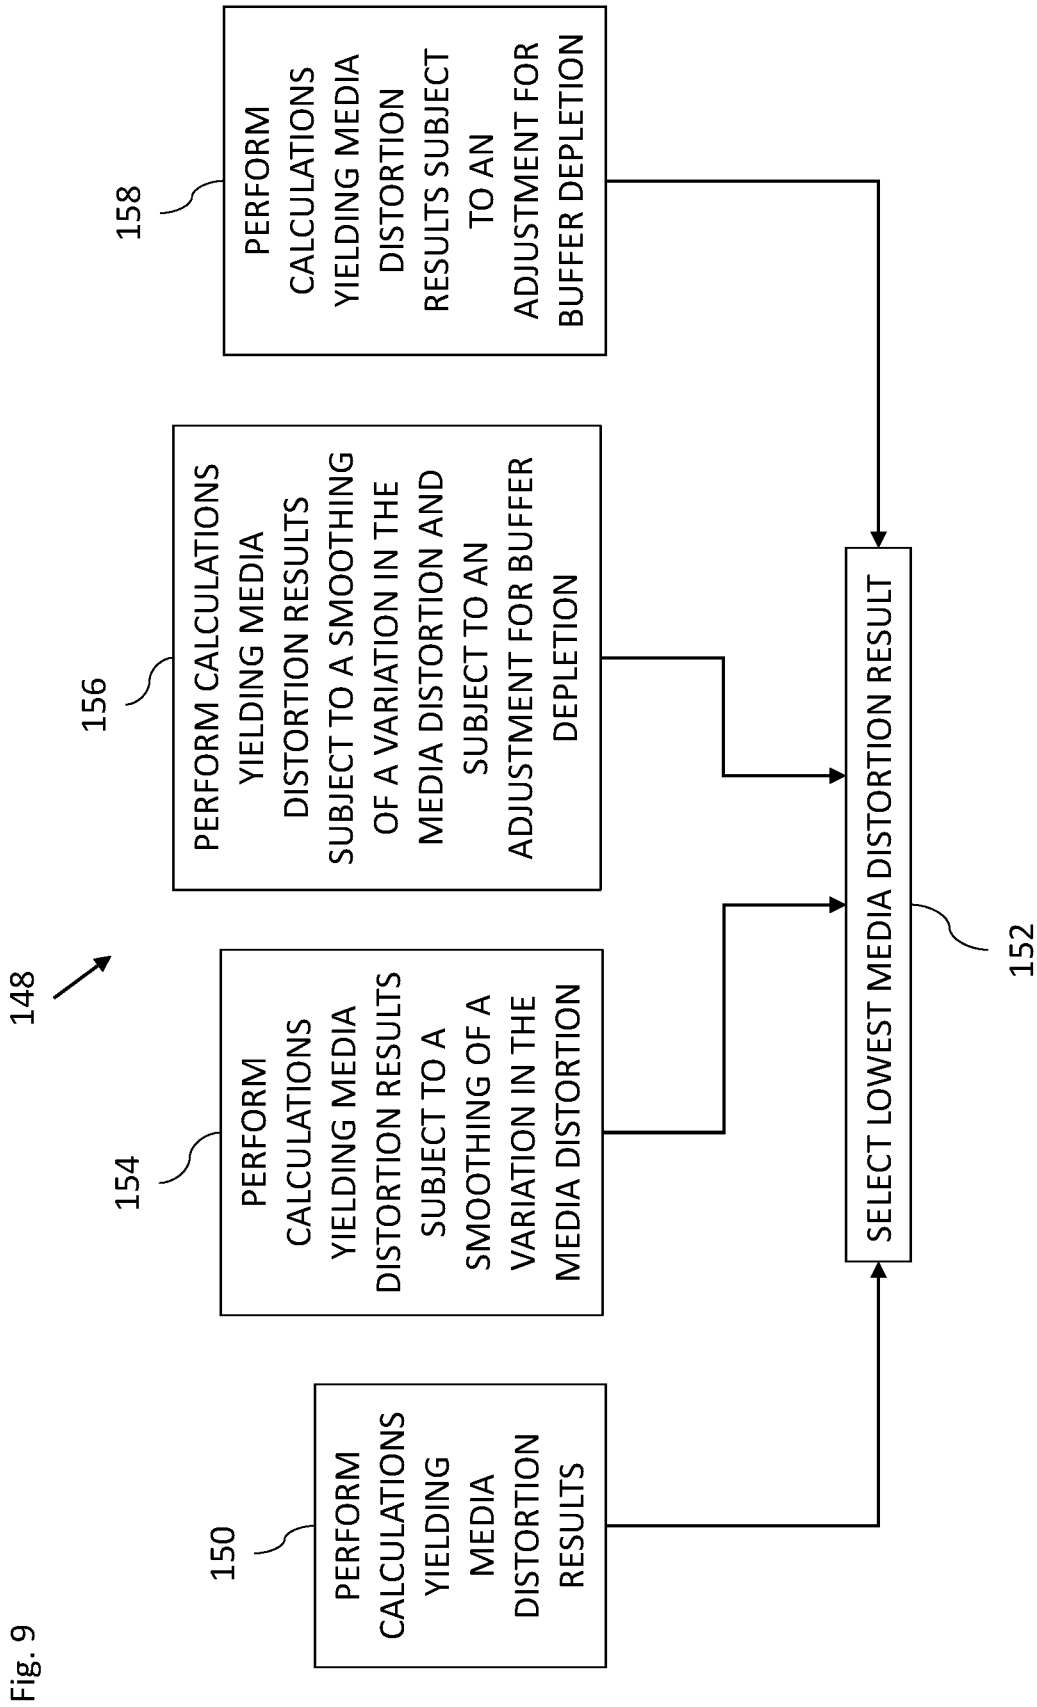 Fig. 9
148
150
PERFORM
CALCULATIONS
YIELDING
MEDIA
DISTORTION
RESULTS
154
PERFORM
CALCULATIONS
YIELDING MEDIA
DISTORTION RESULTS
SUBJECT TO A
SMOOTHING OF A
VARIATION IN THE
MEDIA DISTORTION
156
PERFORM CALCULATIONS
YIELDING MEDIA
DISTORTION RESULTS
SUBJECT TO A SMOOTHING
OF A VARIATION IN THE
MEDIA DISTORTION AND
SUBJECT TO AN
ADJUSTMENT FOR BUFFER
DEPLETION
158
PERFORM
CALCULATIONS
YIELDING MEDIA
DISTORTION
RESULTS SUBJECT
TO AN
ADJUSTMENT FOR
BUFFER DEPLETION
SELECT LOWEST MEDIA DISTORTION RESULT
152